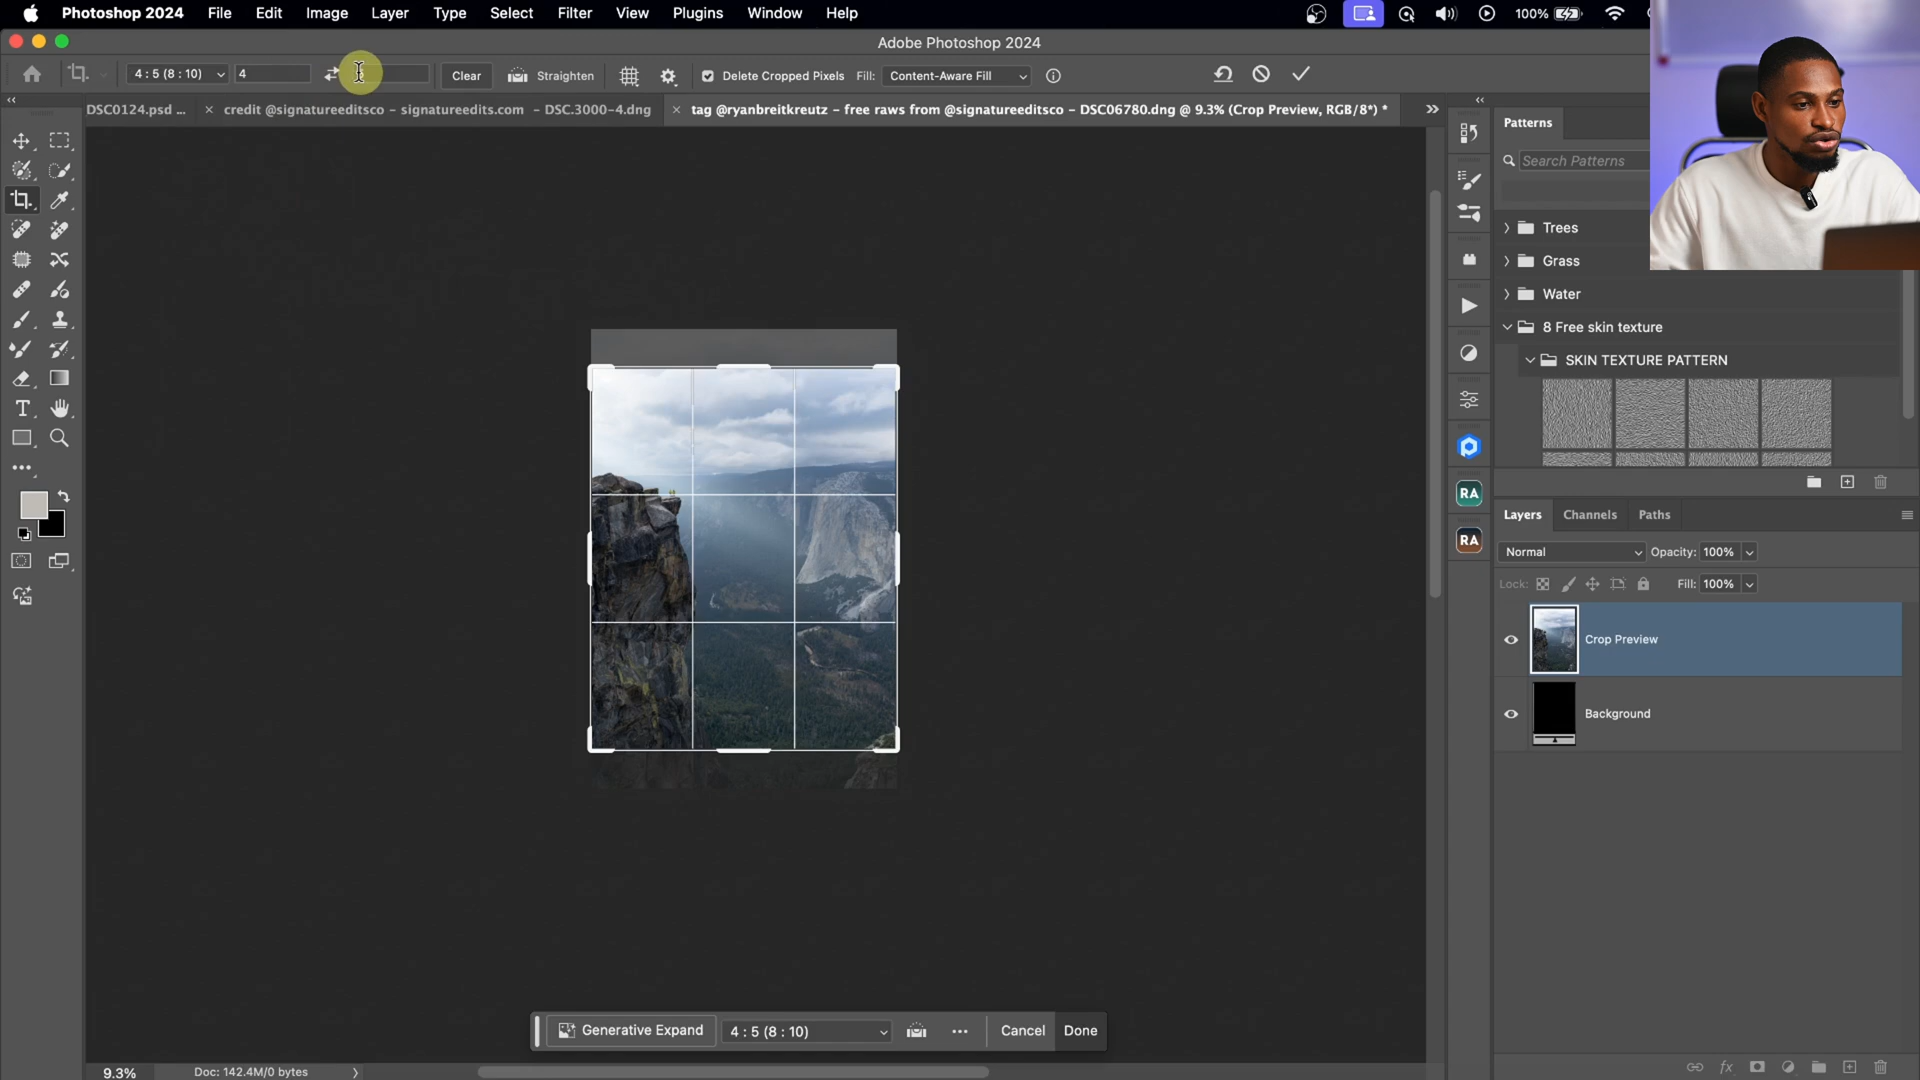 Photoshop 2024 File Edit Image Layer Type Select Filter View Plugins Window Help 100%
Adobe Photoshop 2024
4 : 5 (8 : 10) 4 Clear Straighten Delete Cropped Pixels Fill: Content-Aware Fill
DSC0124.psd ... × credit @signatureeditsco – signatureedits.com – DSC.3000-4.dng × tag @ryanbreitkreutz – free raws from @signatureeditsco – DSC06780.dng @ 9.3% (Crop Preview, RGB/8*) *
Patterns
Search Patterns
Trees
Grass
Water
8 Free skin texture
SKIN TEXTURE PATTERN
Layers Channels Paths
Normal Opacity: 100%
Lock: Fill: 100%
Crop Preview
Background
RA
RA
Generative Expand 4 : 5 (8 : 10) ... Cancel Done
9.3% Doc: 142.4M/0 bytes
fx